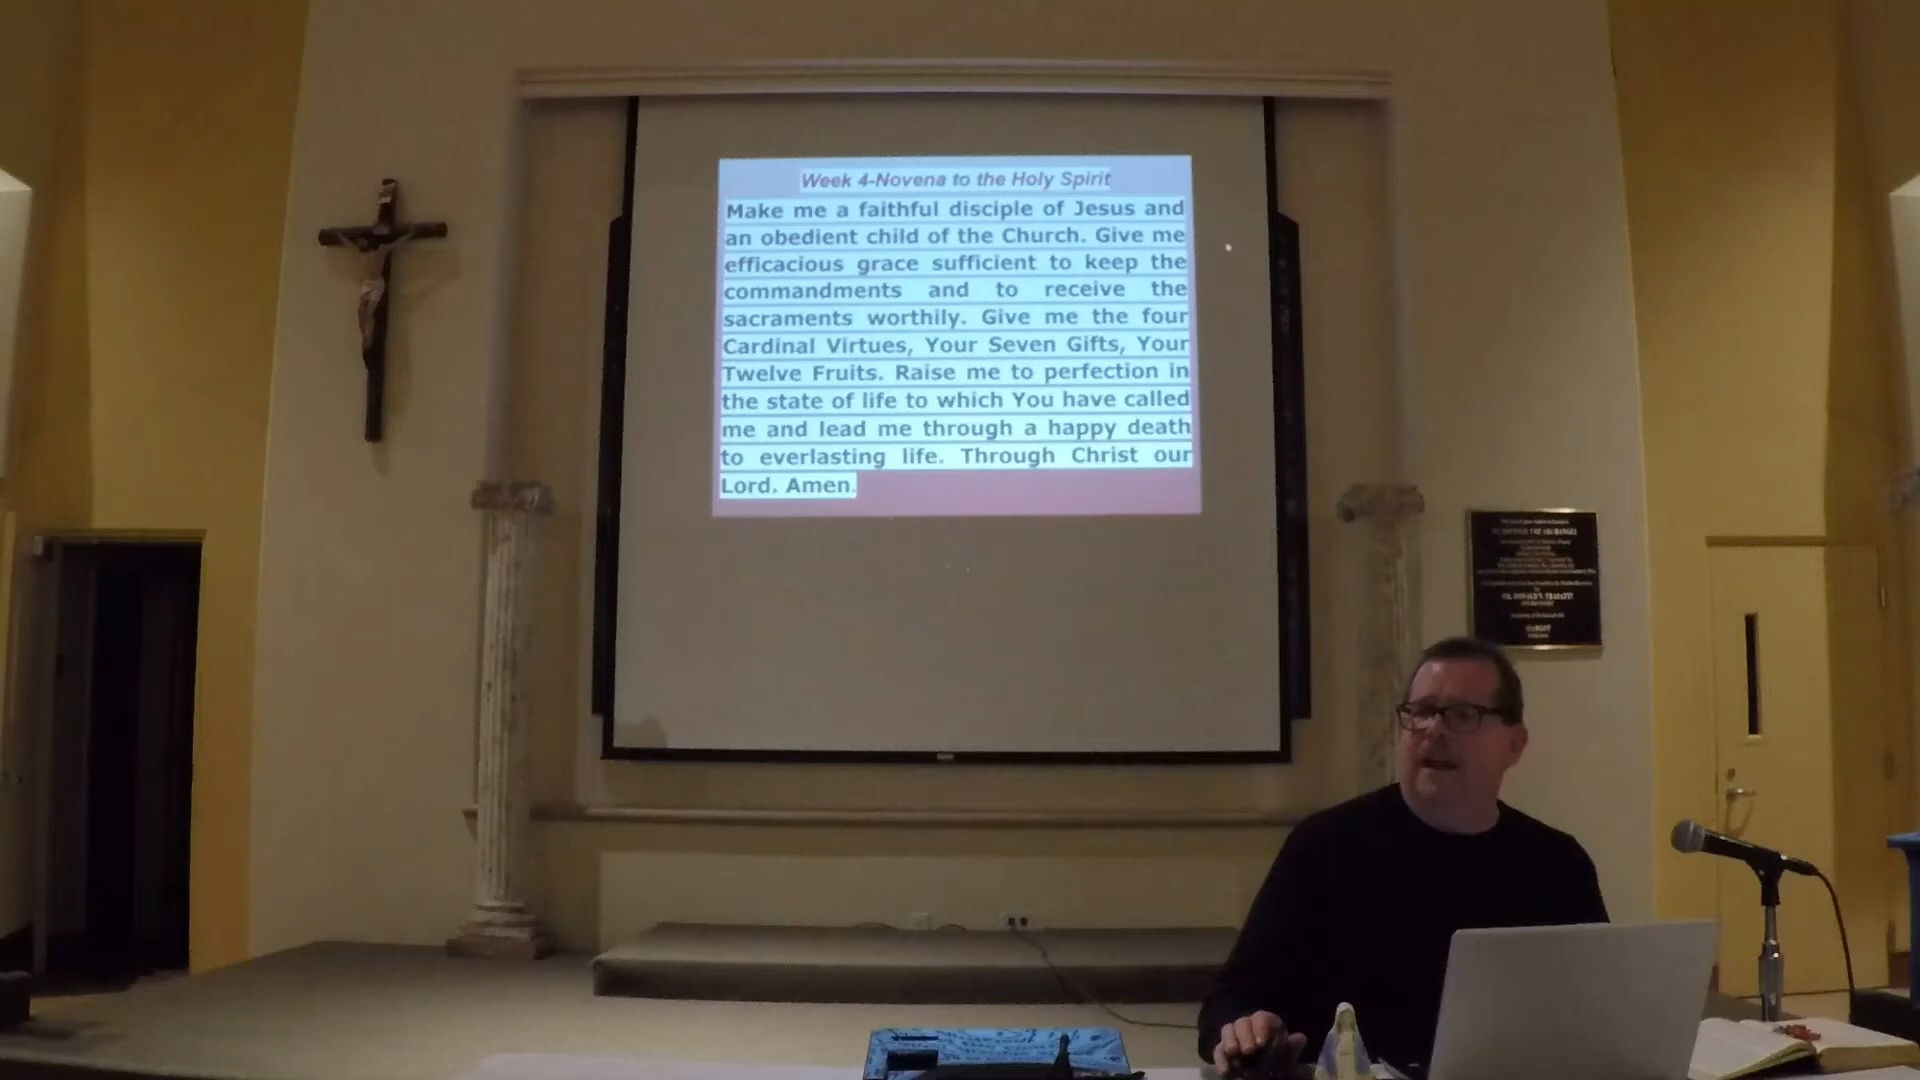 Week 4-Novena to the Holy Spirit
Make me a faithful disciple of Jesus and
an obedient child of the Church. Give me
efficacious grace sufficient to keep the
commandments and to receive the
sacraments worthily. Give me the four
Cardinal Virtues, Your Seven Gifts, Your
Twelve Fruits. Raise me to perfection in
the state of life to which You have called
me and lead me through a happy death
to everlasting life. Through Christ our
Lord. Amen.